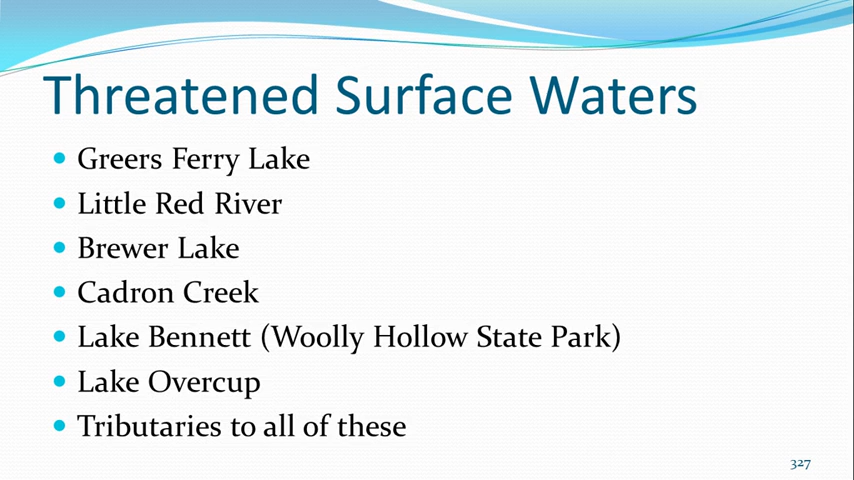 Threatened Surface Waters
• Greers Ferry Lake
• Little Red River
• Brewer Lake
• Cadron Creek
• Lake Bennett (Woolly Hollow State Park)
• Lake Overcup
• Tributaries to all of these
327